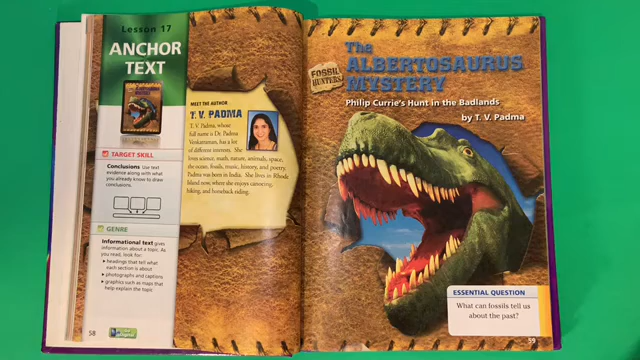 Lesson 17
ANCHOR
TEXT
TARGET SKILL
Conclusions Use text
evidence along with what
you already know to draw
conclusions.
GENRE
Informational text gives
information about a topic. As
you read, look for:
▸ headings that tell what
each section is about
▸ photographs and captions
▸ graphics such as maps that
help explain the topic
58
MEET THE AUTHOR
T. V. PADMA
T. V. Padma, whose
full name is Dr. Padma
Venkatraman, has a lot
of different interests. She
loves science, math, nature, animals, space,
the ocean, fossils, music, history, and poetry.
Padma was born in India. She lives in Rhode
Island now, where she enjoys canoeing,
hiking, and horseback riding.
FOSSIL
HUNTERS
The
ALBERTOSAURUS
MYSTERY
Philip Currie's Hunt in the Badlands
by T. V. Padma
ESSENTIAL QUESTION
What can fossils tell us
about the past?
59